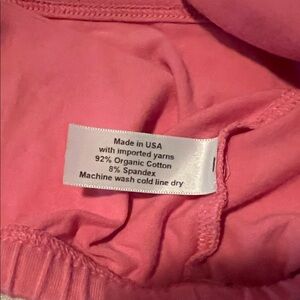 Made in USA
with imported yarns
92% Organic Cotton
8% Spandex
Machine wash cold line dry